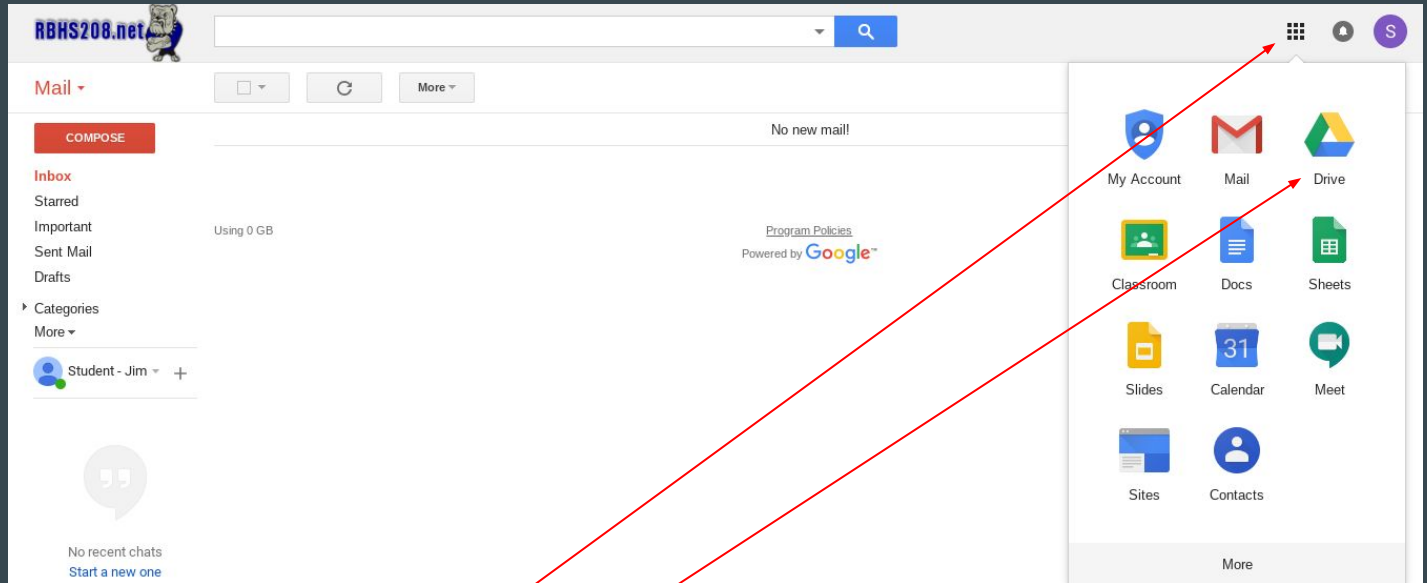 RBHS208.net
S
Mail
More
COMPOSE
No new mail!
Inbox
Starred
Important
Sent Mail
Drafts
Categories
More
Student - Jim
+
No recent chats
Start a new one
Using 0 GB
Program Policies
Powered by Google™
My Account Mail Drive
Classroom Docs Sheets
31
Slides Calendar Meet
Sites Contacts
More